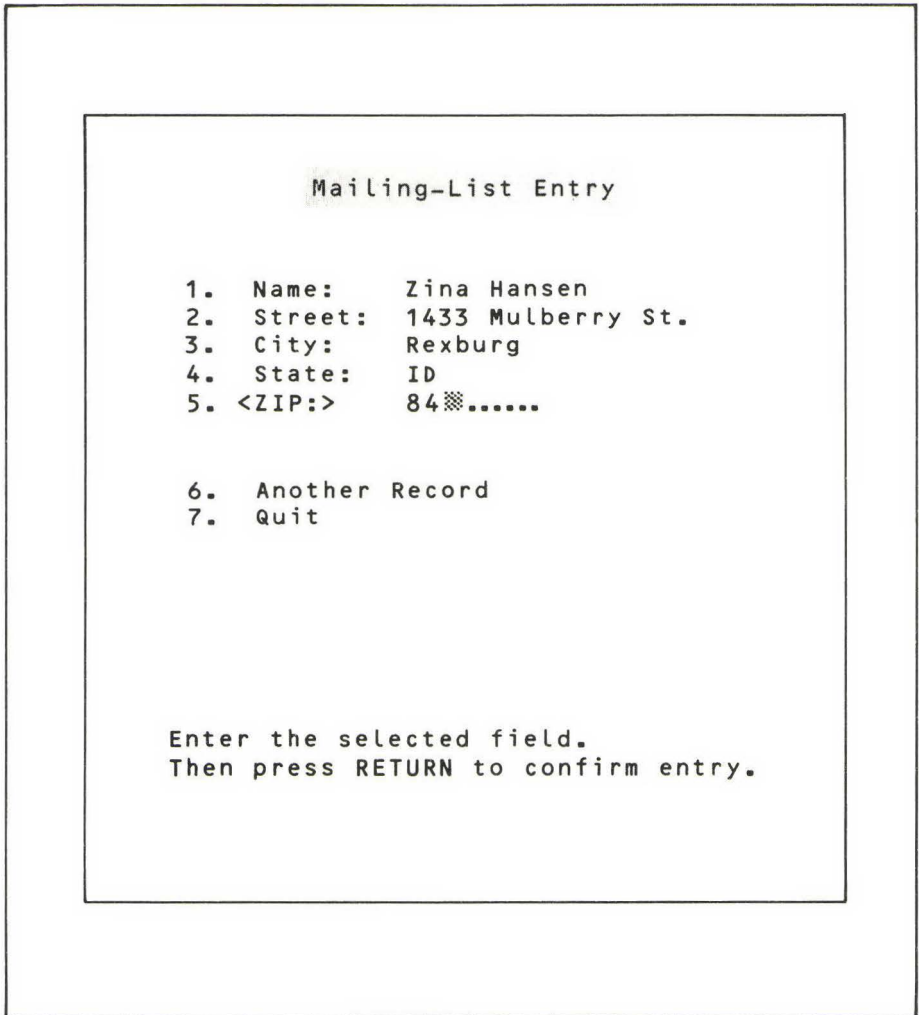 Mailing-List Entry
1. Name: Zina Hansen
2. Street: 1433 Mulberry St.
3. City: Rexburg
4. State: ID
5. <ZIP:> 84▒......
6. Another Record
7. Quit
Enter the selected field.
Then press RETURN to confirm entry.